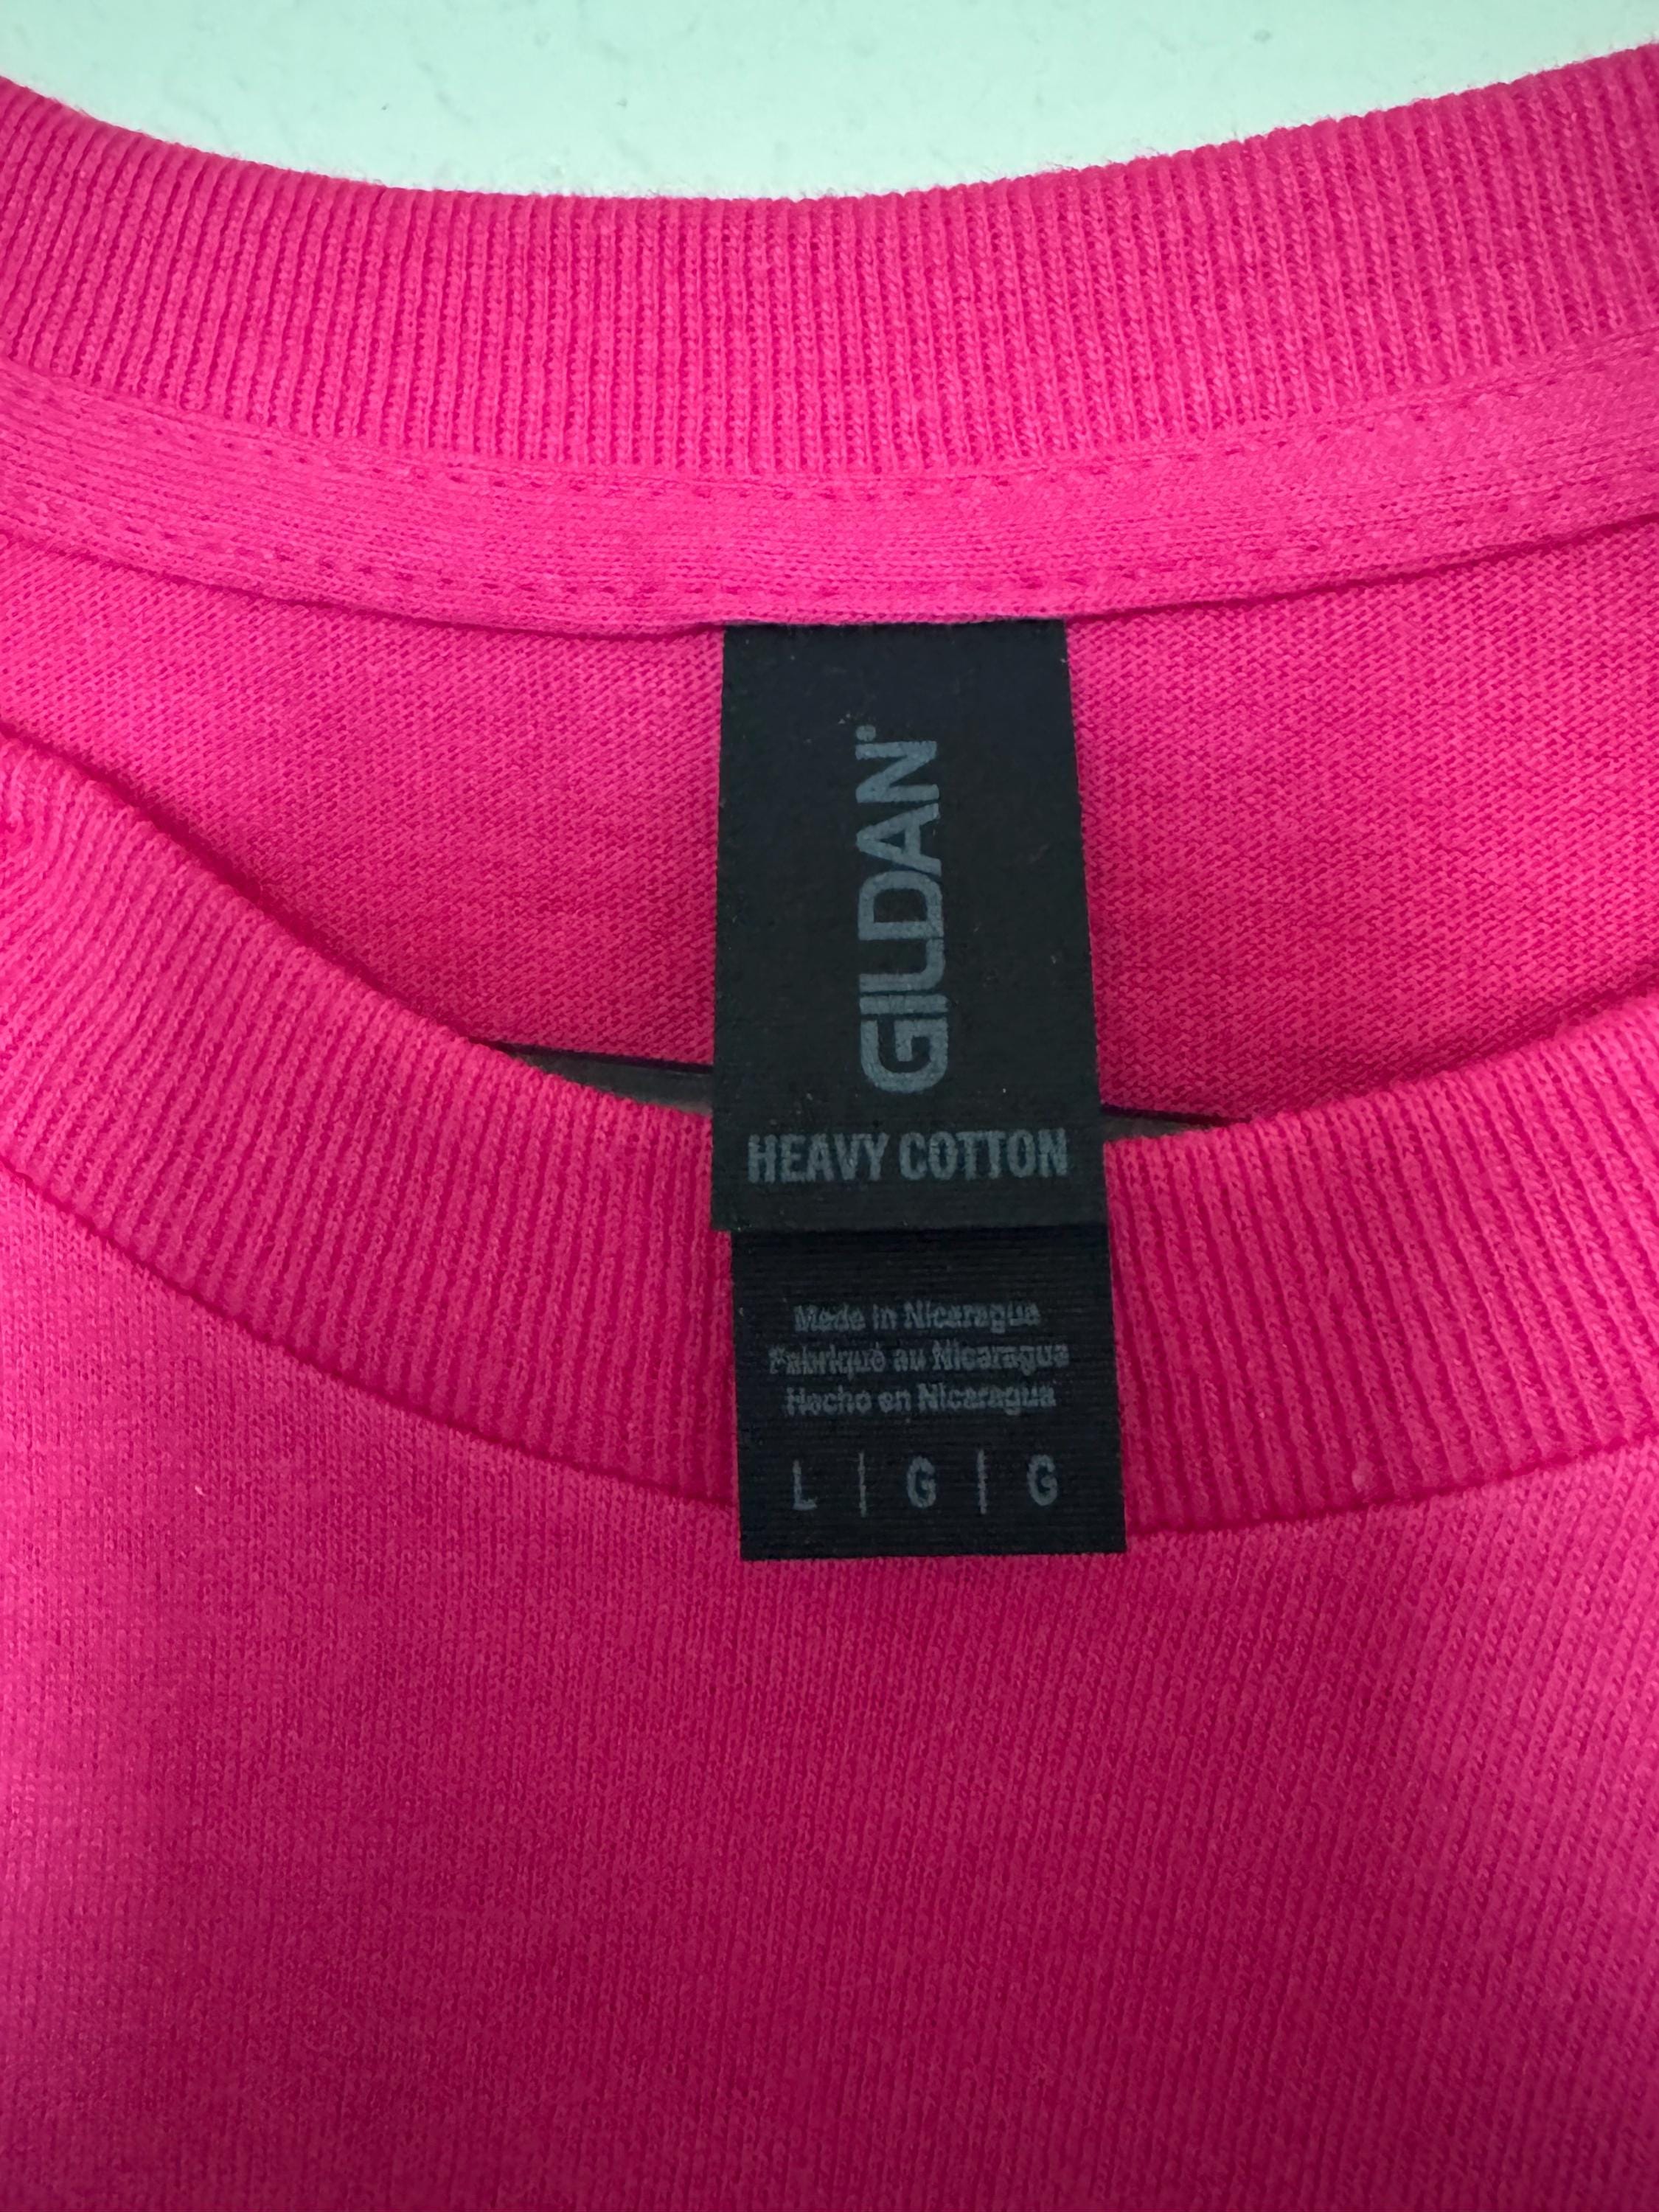 GILDAN®
HEAVY COTTON
Made in Nicaragua
Fabriqué au Nicaragua
Hecho en Nicaragua
L | G | G